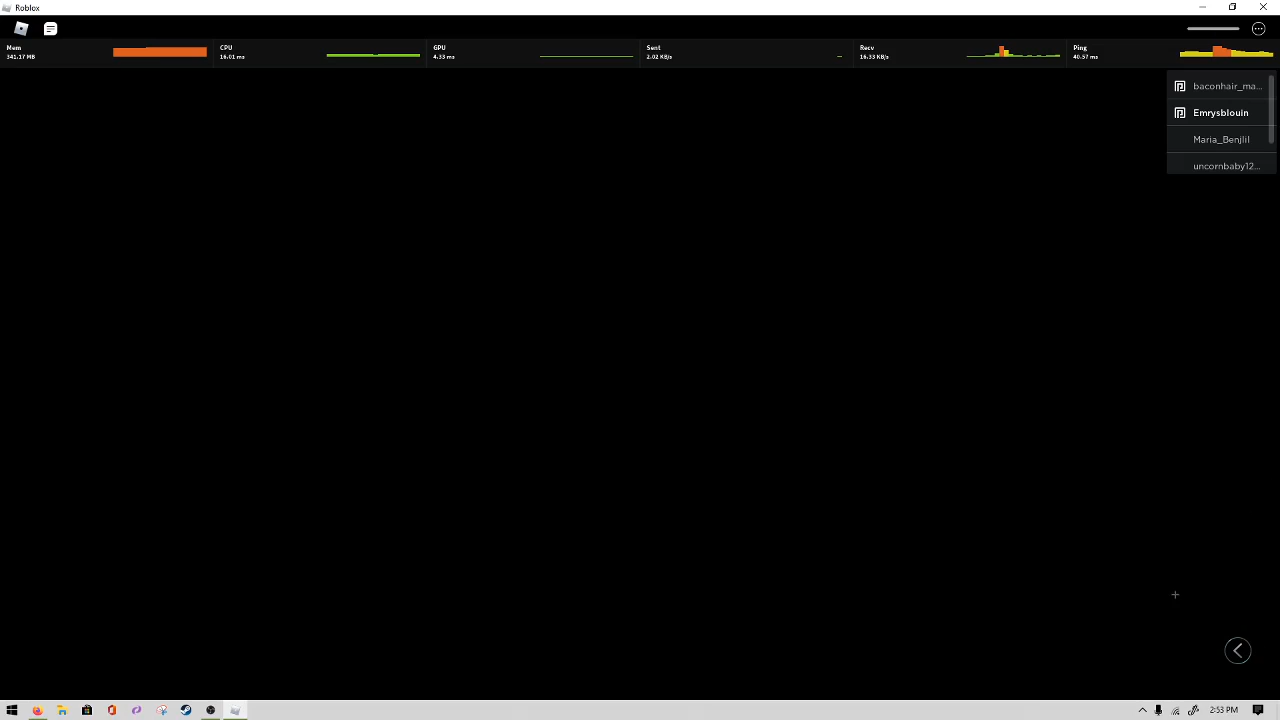 Roblox
Mem
341.17 MB
CPU
16.01 ms
GPU
4.33 ms
Sent
2.02 KB/s
Recv
16.33 KB/s
Ping
40.57 ms
baconhair_ma...
Emrysblouin
Maria_Benjlil
uncornbaby12...
2:53 PM